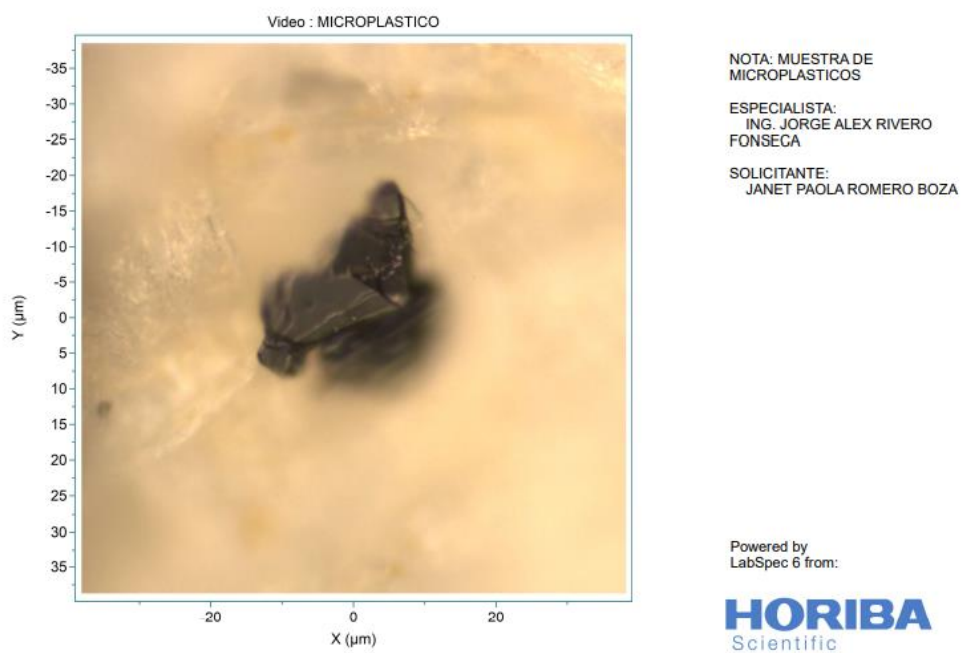 Video : MICROPLASTICO
-35
-30
-25
-20
-15
-10
-5
0
5
10
15
20
25
30
35
Y (µm)
20
0
20
X (µm)
NOTA: MUESTRA DE
MICROPLASTICOS
ESPECIALISTA:
ING. JORGE ALEX RIVERO
FONSECA
SOLICITANTE:
JANET PAOLA ROMERO BOZA
Powered by
LabSpec 6 from:
HORIBA
Scientific